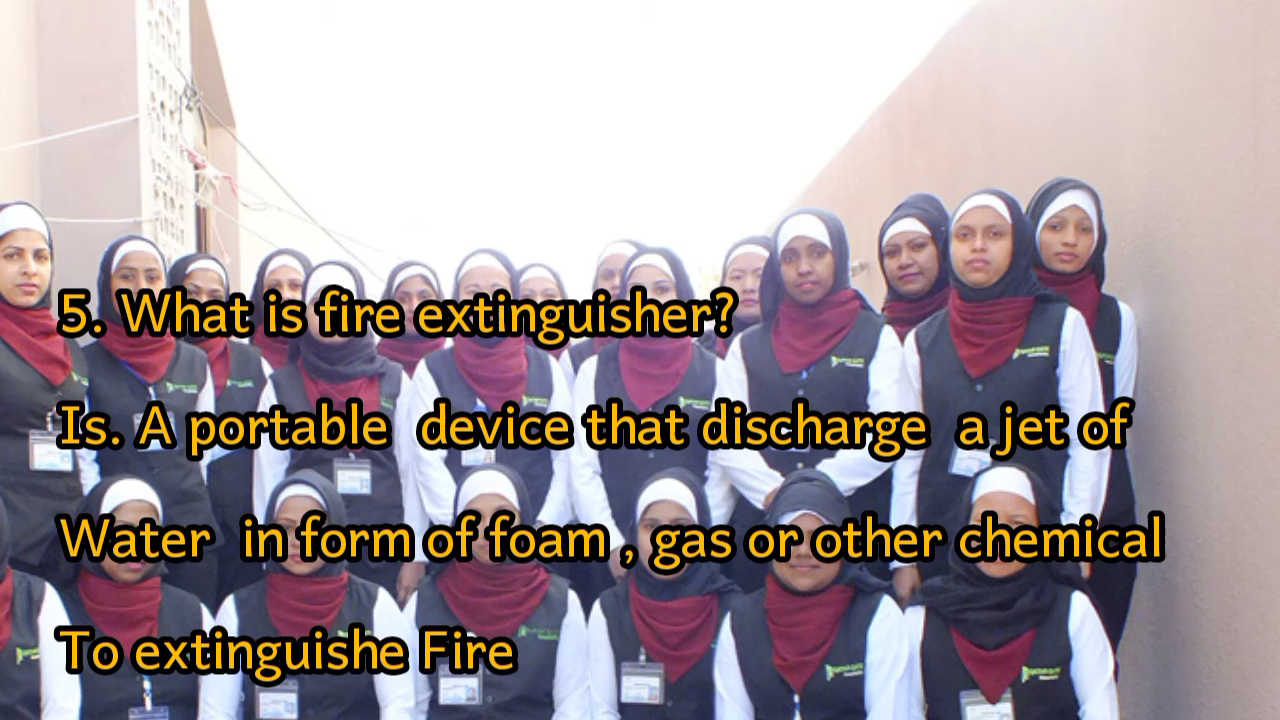 5. What is fire extinguisher?
Is. A portable device that discharge a jet of
Water in form of foam , gas or other chemical
To extinguishe Fire